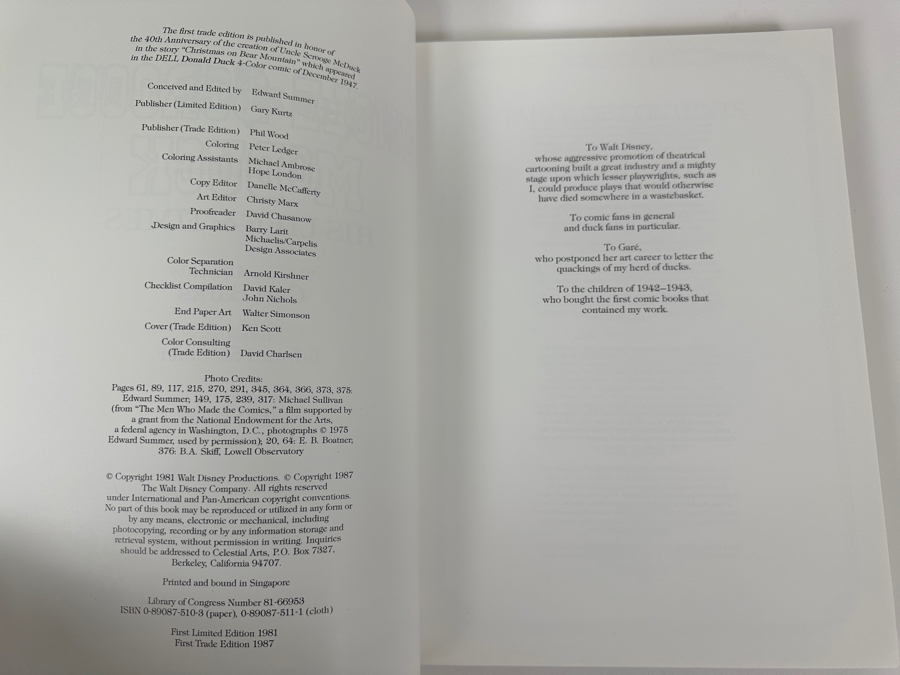 The first trade edition is published in honor of
the 40th Anniversary of the creation of Uncle Scrooge McDuck
in the story "Christmas on Bear Mountain" which appeared
in the DELL Donald Duck 4-Color comic of December 1947.
Conceived and Edited by Edward Summer
Publisher (Limited Edition) Gary Kurtz
Publisher (Trade Edition) Phil Wood
Coloring Peter Ledger
Coloring Assistants Michael Ambrose
Hope London
Copy Editor Danelle McCafferty
Art Editor Christy Marx
Proofreader David Chasanow
Design and Graphics Barry Larit
Michaelis/Carpelis
Design Associates
Color Separation
Technician Arnold Kirshner
Checklist Compilation David Kaler
John Nichols
End Paper Art Walter Simonson
Cover (Trade Edition) Ken Scott
Color Consulting
(Trade Edition) David Charlsen
Photo Credits:
Pages 61, 89, 117, 215, 270, 291, 345, 364, 366, 373, 375:
Edward Summer; 149, 175, 239, 317: Michael Sullivan
(from "The Men Who Made the Comics," a film supported by
a grant from the National Endowment for the Arts,
a federal agency in Washington, D.C., photographs © 1975
Edward Summer, used by permission); 20, 64: E. B. Boatner,
376: B.A. Skiff, Lowell Observatory
© Copyright 1981 Walt Disney Productions. © Copyright 1987
The Walt Disney Company. All rights reserved
under International and Pan-American copyright conventions.
No part of this book may be reproduced or utilized in any form or
by any means, electronic or mechanical, including
photocopying, recording or by any information storage and
retrieval system, without permission in writing. Inquiries
should be addressed to Celestial Arts, P.O. Box 7327,
Berkeley, California 94707.
Printed and bound in Singapore
Library of Congress Number 81-66953
ISBN 0-89087-510-3 (paper), 0-89087-511-1 (cloth)
First Limited Edition 1981
First Trade Edition 1987
To Walt Disney,
whose aggressive promotion of theatrical
cartooning built a great industry and a mighty
stage upon which lesser playwrights, such as
I, could produce plays that would otherwise
have died somewhere in a wastebasket.
To comic fans in general
and duck fans in particular.
To Garé,
who postponed her art career to letter the
quackings of my herd of ducks.
To the children of 1942–1943,
who bought the first comic books that
contained my work.